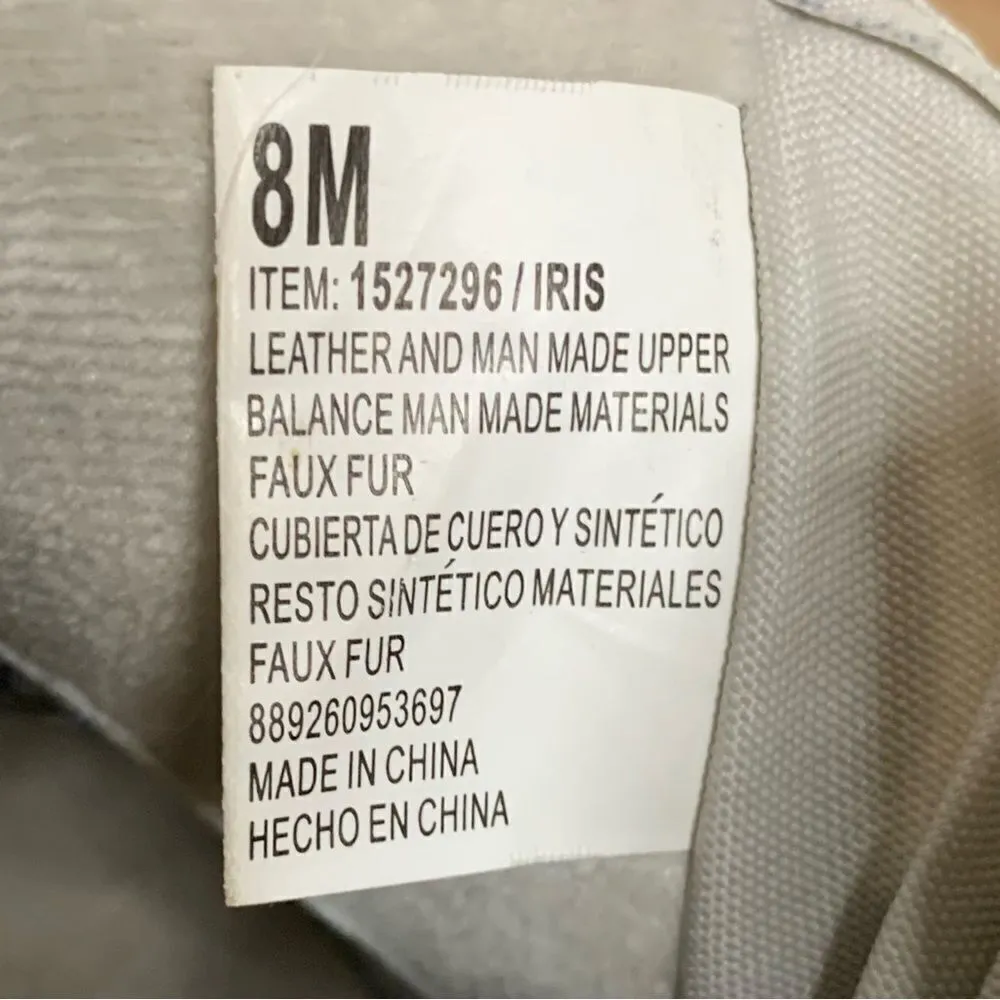 8M
ITEM: 1527296 / IRIS
LEATHER AND MAN MADE UPPER
BALANCE MAN MADE MATERIALS
FAUX FUR
CUBIERTA DE CUERO Y SINTÉTICO
RESTO SINTÉTICO MATERIALES
FAUX FUR
889260953697
MADE IN CHINA
HECHO EN CHINA